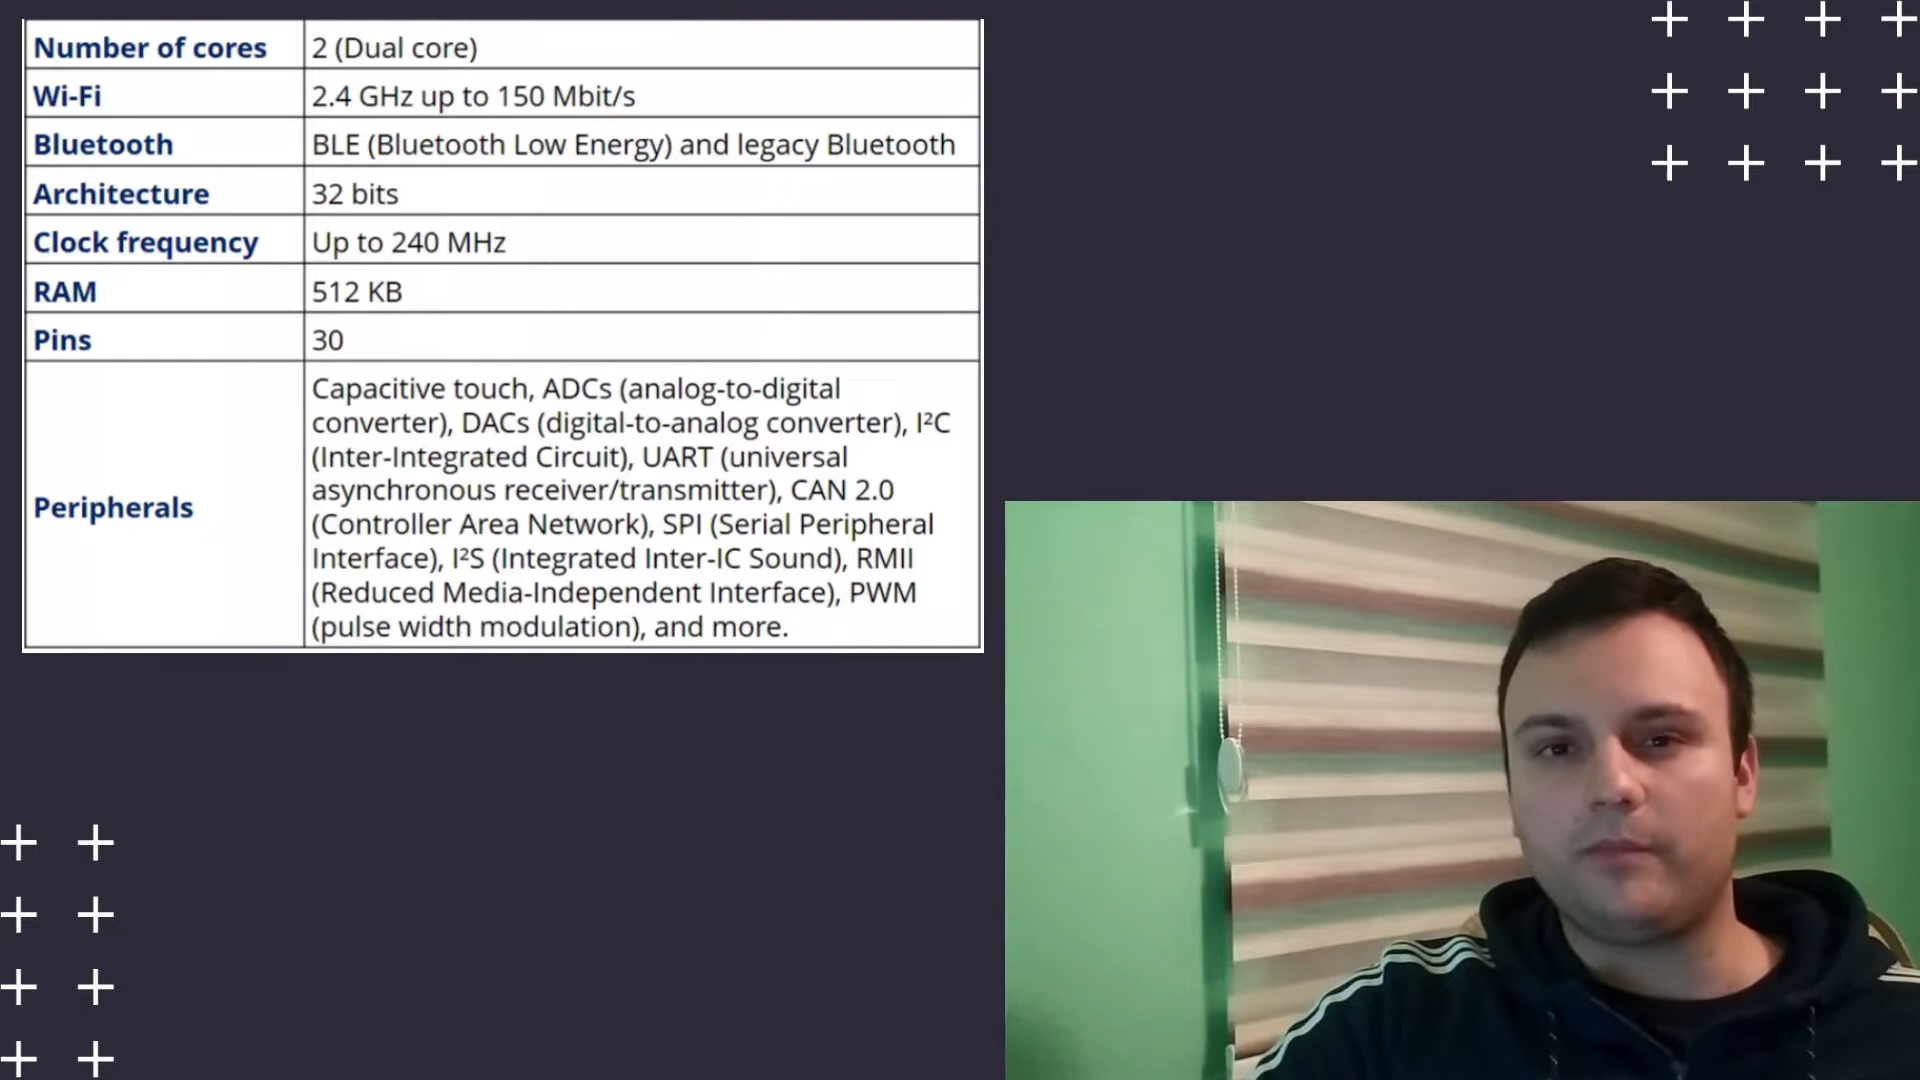 Number of cores 2 (Dual core)
Wi-Fi 2.4 GHz up to 150 Mbit/s
Bluetooth BLE (Bluetooth Low Energy) and legacy Bluetooth
Architecture 32 bits
Clock frequency Up to 240 MHz
RAM 512 KB
Pins 30
Peripherals
Capacitive touch, ADCs (analog-to-digital
converter), DACs (digital-to-analog converter), I²C
(Inter-Integrated Circuit), UART (universal
asynchronous receiver/transmitter), CAN 2.0
(Controller Area Network), SPI (Serial Peripheral
Interface), I²S (Integrated Inter-IC Sound), RMII
(Reduced Media-Independent Interface), PWM
(pulse width modulation), and more.